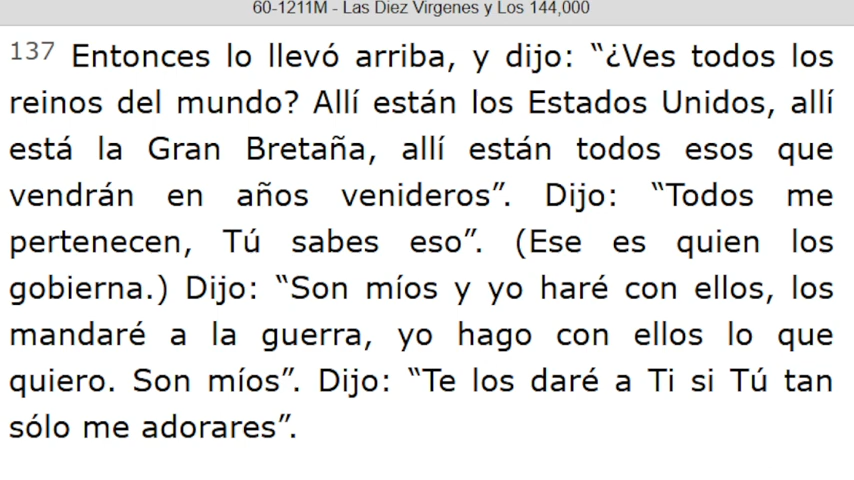 60-1211M - Las Diez Virgenes y Los 144,000
137 Entonces lo llevó arriba, y dijo: “¿Ves todos los
reinos del mundo? Allí están los Estados Unidos, allí
está la Gran Bretaña, allí están todos esos que
vendrán en años venideros”. Dijo: “Todos me
pertenecen, Tú sabes eso”. (Ese es quien los
gobierna.) Dijo: “Son míos y yo haré con ellos, los
mandaré a la guerra, yo hago con ellos lo que
quiero. Son míos”. Dijo: “Te los daré a Ti si Tú tan
sólo me adorares”.